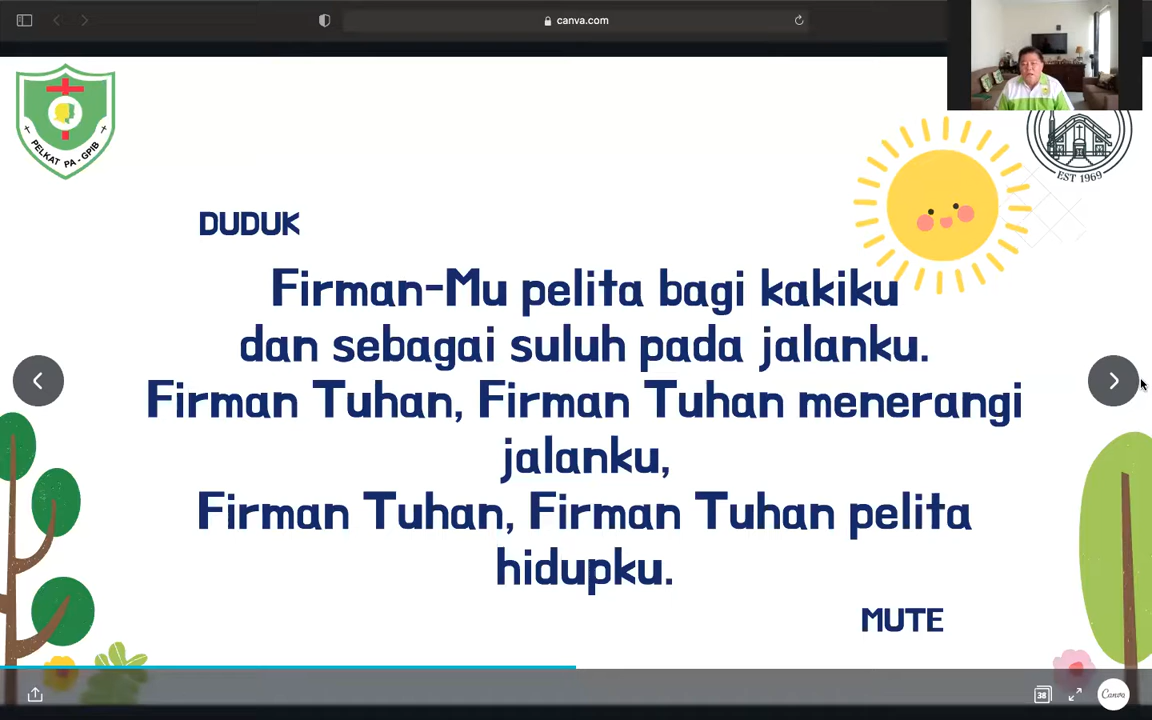 canva.com
PELKAT PA - GPIB
EST 1969
DUDUK
Firman-Mu pelita bagi kakiku
dan sebagai suluh pada jalanku.
Firman Tuhan, Firman Tuhan menerangi
jalanku,
Firman Tuhan, Firman Tuhan pelita
hidupku.
MUTE
38
Canva